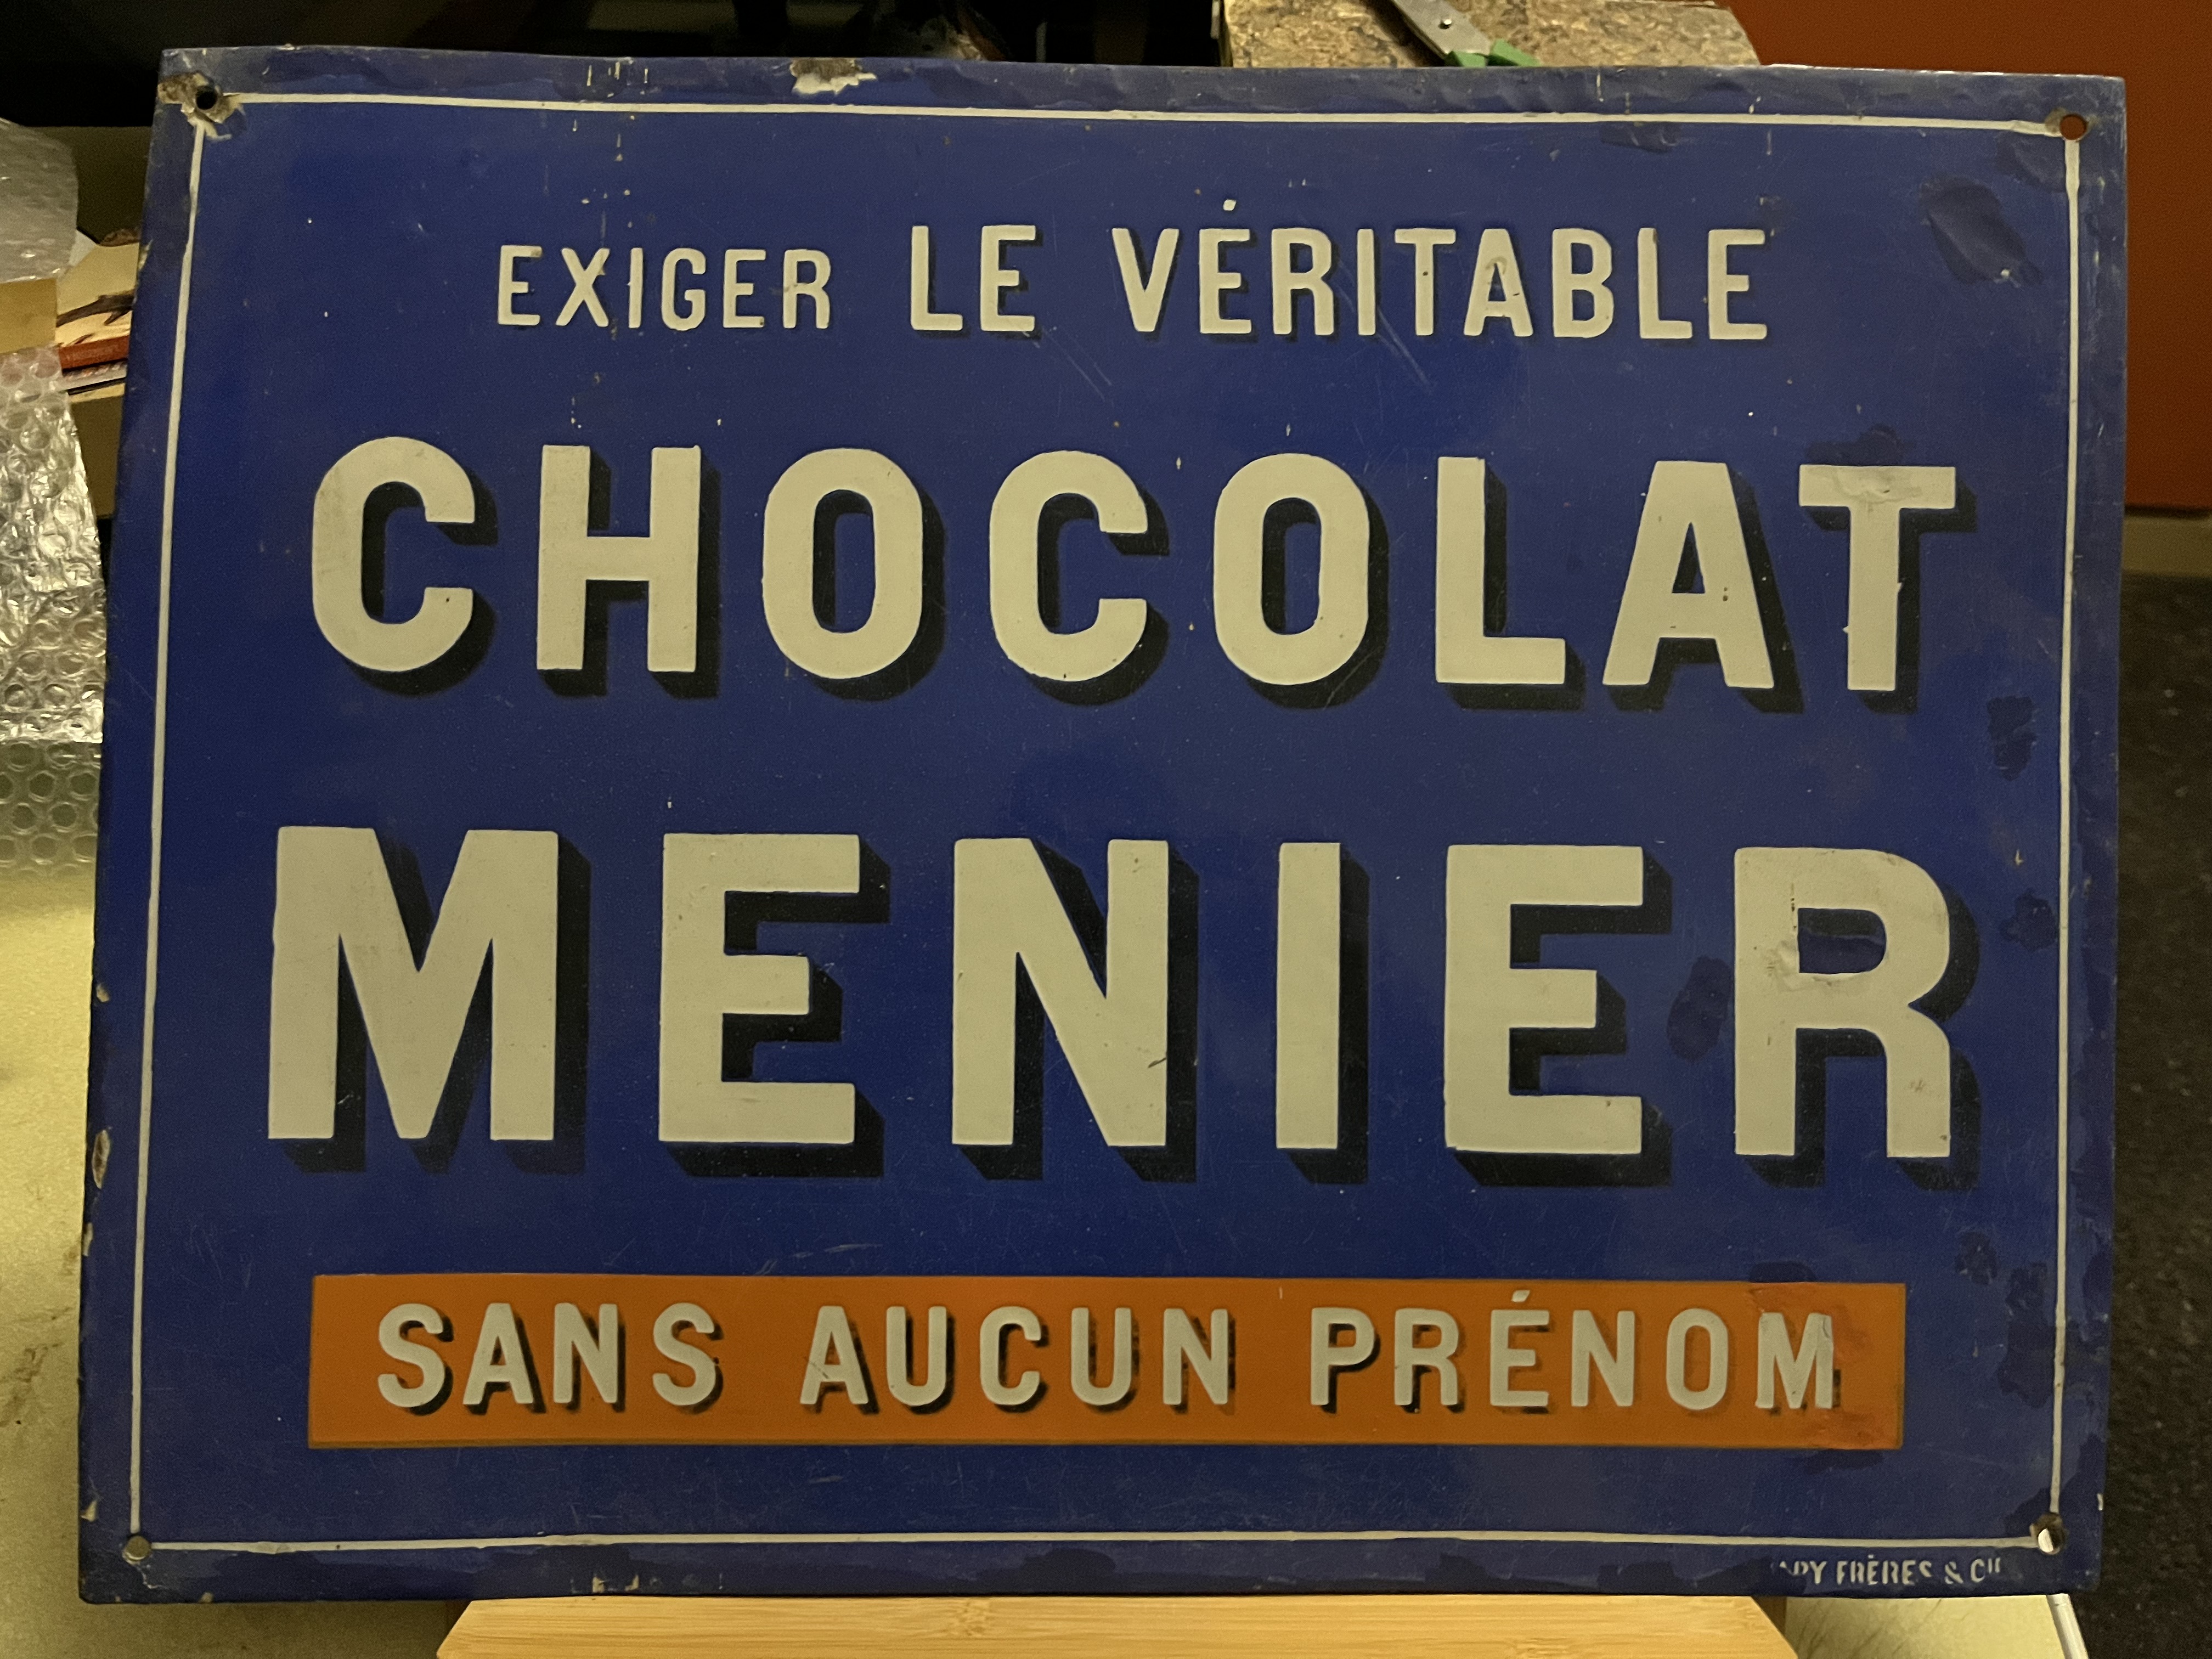 EXIGER LE VÉRITABLE
CHOCOLAT
MENIER
SANS AUCUN PRÉNOM
FRÈRES & Cie